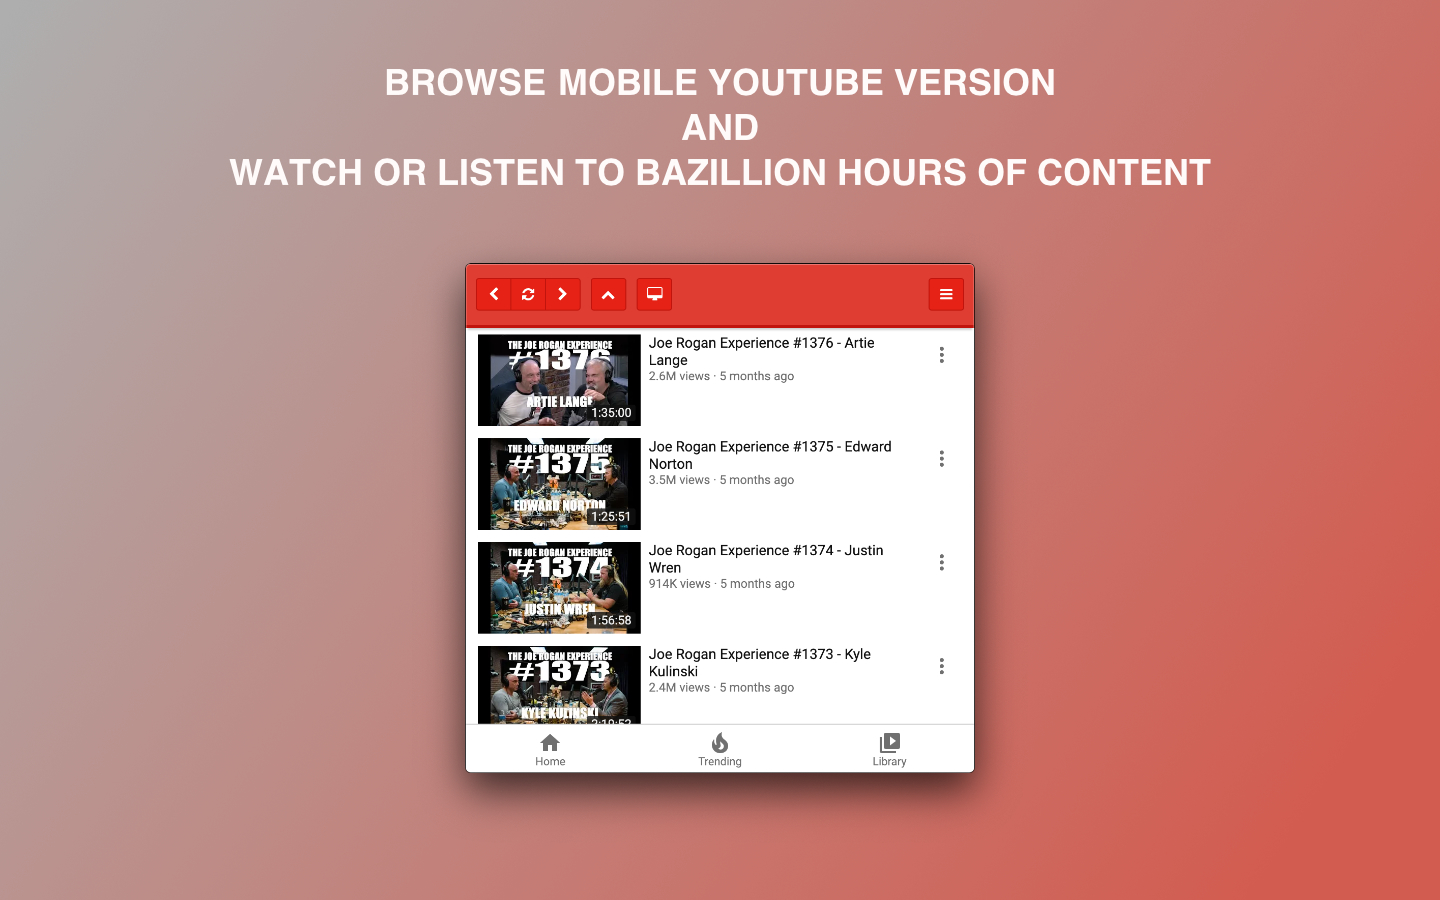 BROWSE MOBILE YOUTUBE VERSION
AND
WATCH OR LISTEN TO BAZILLION HOURS OF CONTENT
THE JOE ROGAN EXPERIENCE
#1376
ARTIE LANGE
1:35:00
Joe Rogan Experience #1376 - Artie
Lange
2.6M views · 5 months ago
THE JOE ROGAN EXPERIENCE
#1375
EDWARD NORTON
1:25:51
Joe Rogan Experience #1375 - Edward
Norton
3.5M views · 5 months ago
THE JOE ROGAN EXPERIENCE
#1374
JUSTIN WREN
1:56:58
Joe Rogan Experience #1374 - Justin
Wren
914K views · 5 months ago
THE JOE ROGAN EXPERIENCE
#1373
KYLE KULINSKI
Joe Rogan Experience #1373 - Kyle
Kulinski
2.4M views · 5 months ago
Home
Trending
Library